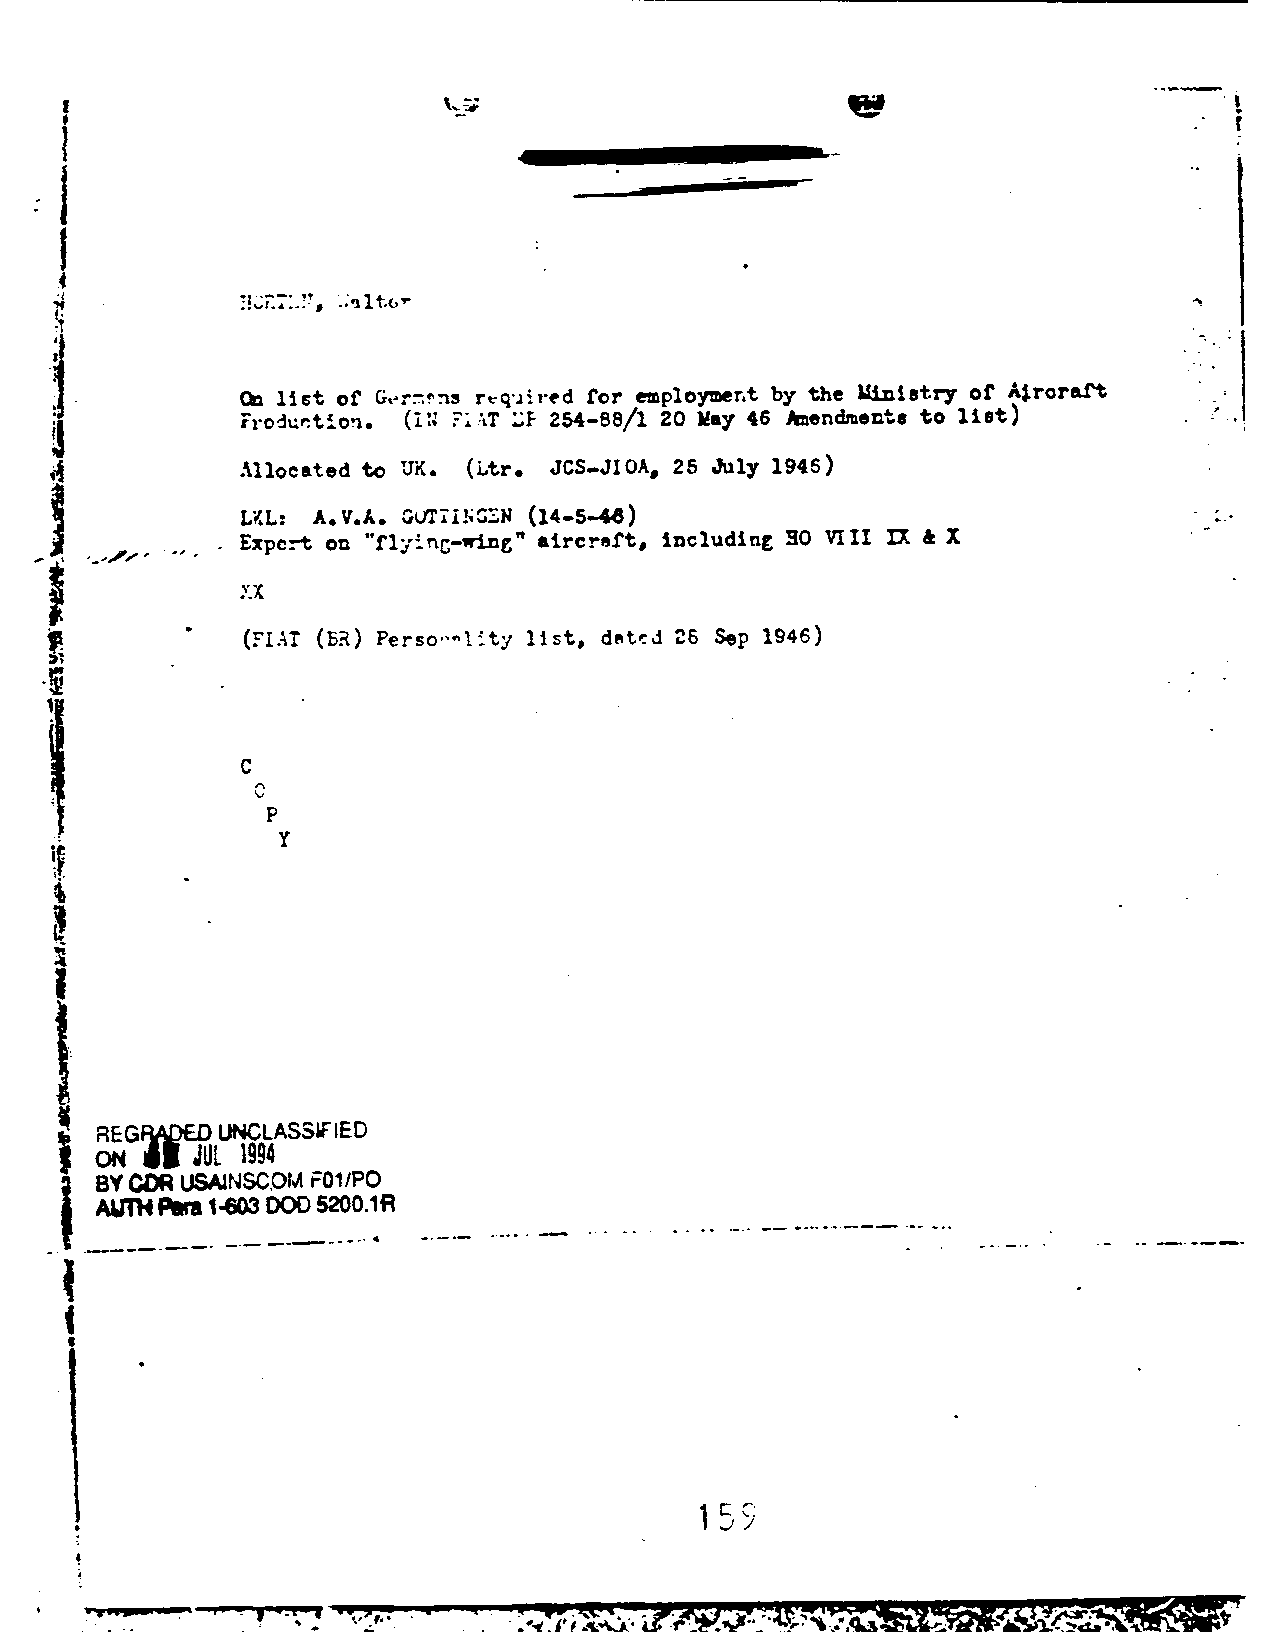 HORTEN, Walter
On list of Germans required for employment by the Ministry of Aircraft
Production. (IN FIAT DF 254-88/1 20 May 46 Amendments to list)
Allocated to UK. (Ltr. JCS-JIOA, 25 July 1946)
LKL: A.V.A. GOTTINGEN (14-5-46)
Expert on "flying-wing" aircraft, including HO VIII IX & X
XX
(FIAT (BR) Personality list, dated 26 Sep 1946)
C
O
P
Y
REGRADED UNCLASSIFIED
ON JUL 1994
BY CDR USAINSCOM F01/PO
AUTH Para 1-603 DOD 5200.1R
159